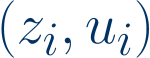 (z_i, u_i)